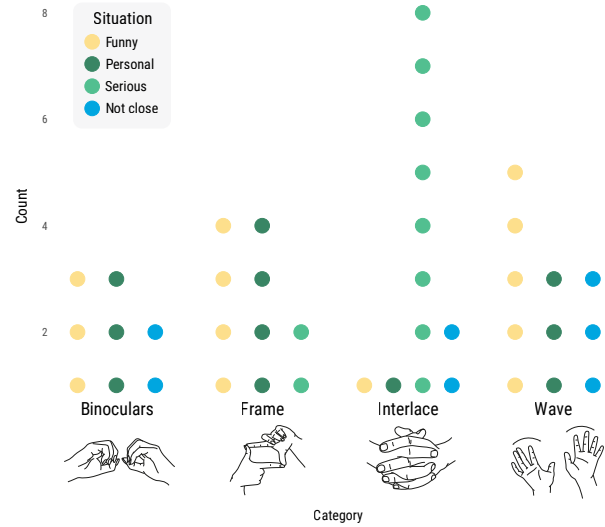 8
6
4
2
Count
Situation
Funny
Personal
Serious
Not close
Binoculars
Frame
Interlace
Wave
Category